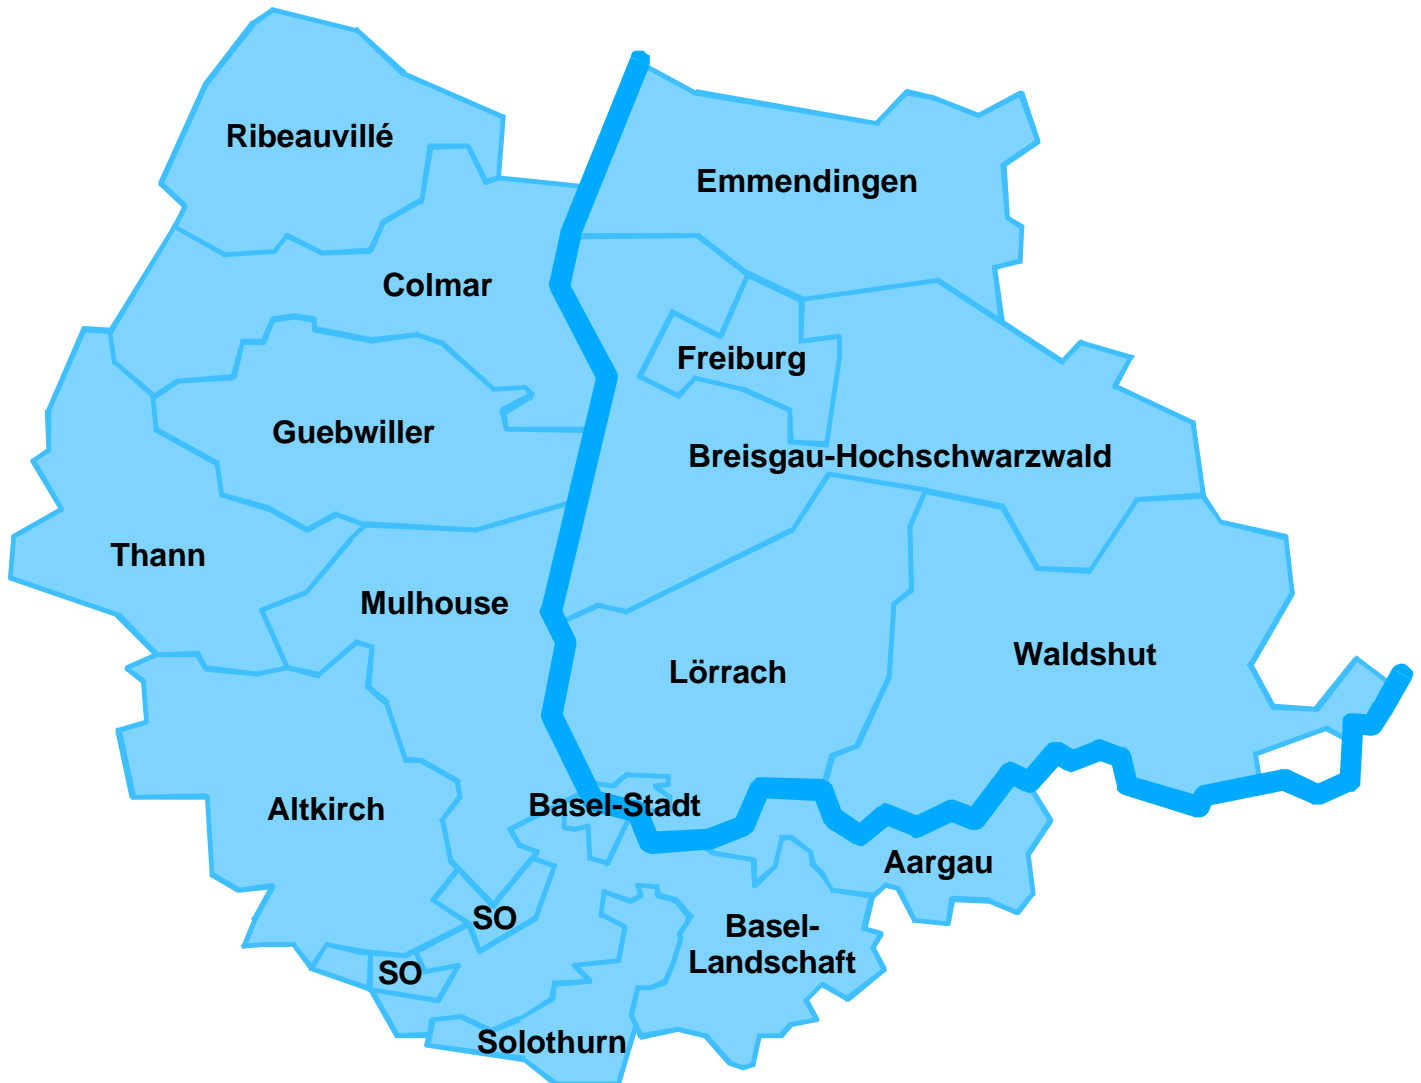 Ribeauvillé
Emmendingen
Colmar
Freiburg
Guebwiller
Breisgau-Hochschwarzwald
Thann
Mulhouse
Waldshut
Lörrach
Basel-Stadt
Altkirch
Aargau
SO
Basel-
Landschaft
SO
Solothurn